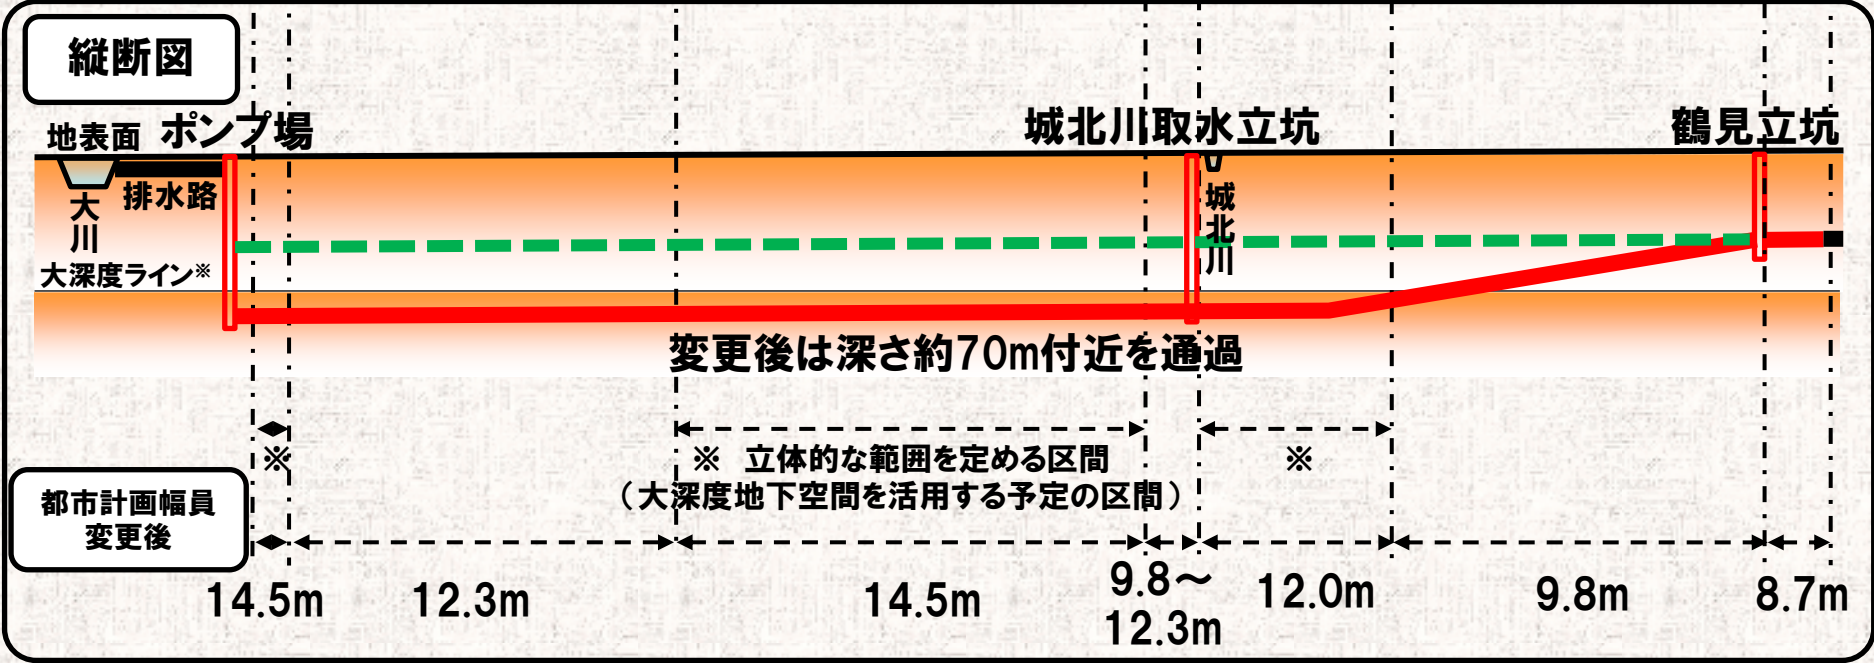 縦断図
地表面
ポンプ場
城北川取水立坑
鶴見立坑
大川
排水路
城北川
大深度ライン※
変更後は深さ約70m付近を通過
※
※ 立体的な範囲を定める区間
（大深度地下空間を活用する予定の区間）
※
都市計画幅員
変更後
14.5m
12.3m
14.5m
9.8～
12.3m
12.0m
9.8m
8.7m